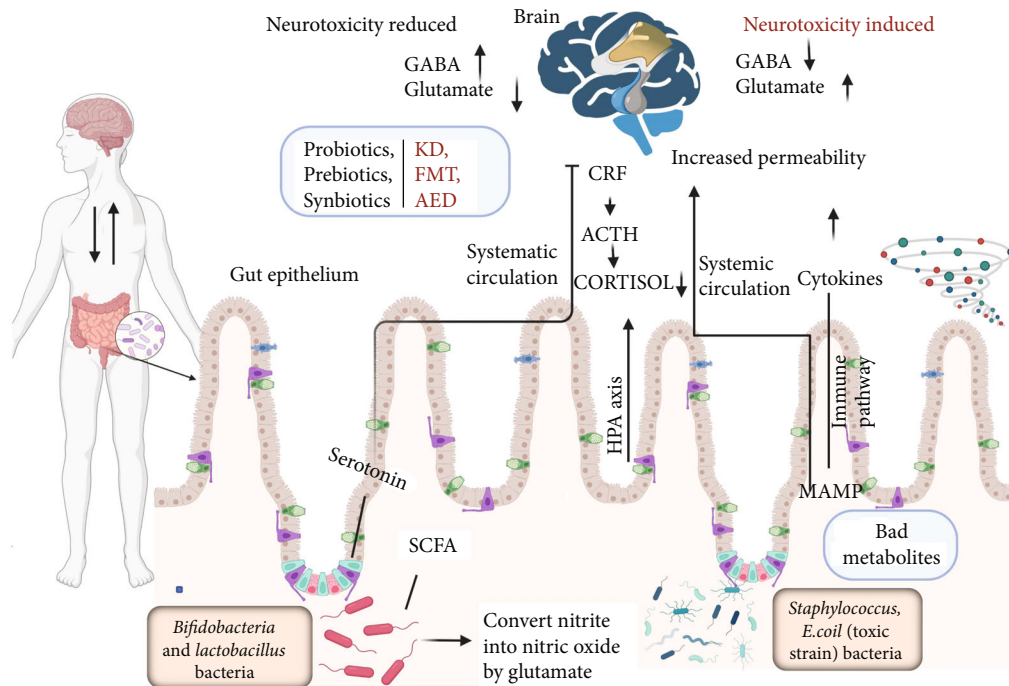 Neurotoxicity reduced
GABA
Glutamate
Brain
Neurotoxicity induced
GABA
Glutamate
Probiotics,
Prebiotics,
Synbiotics
KD,
FMT,
AED
Increased permeability
CRF
ACTH
CORTISOL
Systematic
circulation
Systemic
circulation
Cytokines
Gut epithelium
HPA axis
Immune
pathway
Serotonin
MAMP
SCFA
Bad
metabolites
Bifidobacteria
and lactobacillus
bacteria
Convert nitrite
into nitric oxide
by glutamate
Staphylococcus,
E.coil (toxic
strain) bacteria